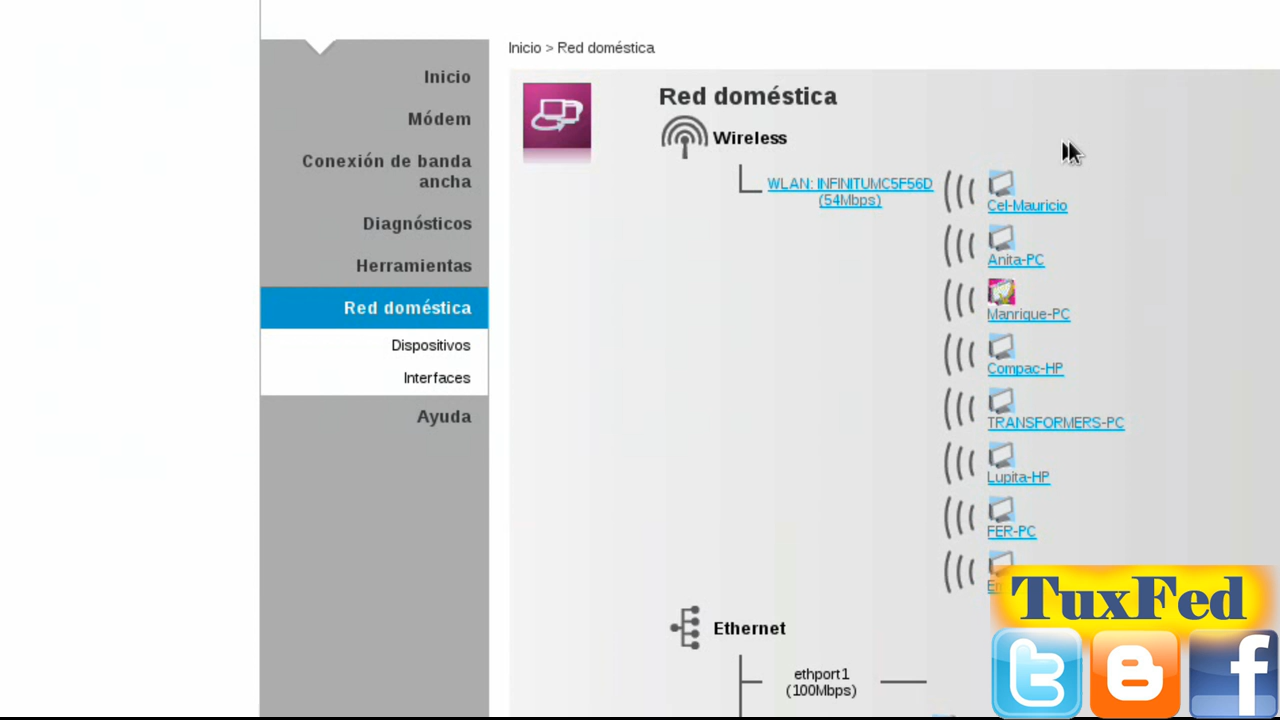 Inicio > Red doméstica
Inicio
Módem
Conexión de banda
ancha
Diagnósticos
Herramientas
Red doméstica
Dispositivos
Interfaces
Ayuda
Red doméstica
Wireless
WLAN: INFINITUMC5F56D
(54Mbps)
Cel-Mauricio
Anita-PC
Manrique-PC
Compac-HP
TRANSFORMERS-PC
Lupita-HP
FER-PC
Ethernet
ethport1
(100Mbps)
TuxFed